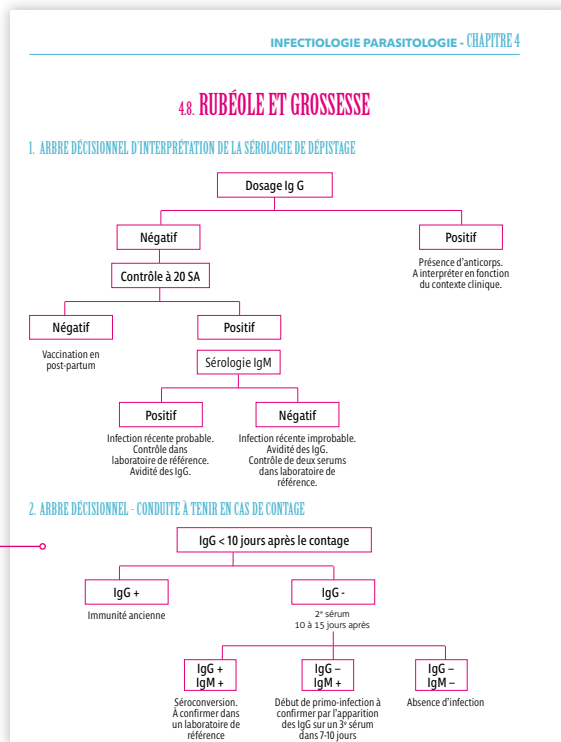 INFECTIOLOGIE PARASITOLOGIE - CHAPITRE 4
4.8. RUBÉOLE ET GROSSESSE
1. ARBRE DÉCISIONNEL D'INTERPRÉTATION DE LA SÉROLOGIE DE DÉPISTAGE
Dosage Ig G
Négatif
Positif
Présence d'anticorps.
A interpréter en fonction
du contexte clinique.
Contrôle à 20 SA
Négatif
Positif
Vaccination en
post-partum
Sérologie IgM
Positif
Négatif
Infection récente probable.
Contrôle dans
laboratoire de référence.
Avidité des IgG.
Infection récente improbable.
Avidité des IgG.
Contrôle de deux serums
dans laboratoire de
référence.
2. ARBRE DÉCISIONNEL - CONDUITE À TENIR EN CAS DE CONTAGE
IgG < 10 jours après le contage
IgG +
IgG -
Immunité ancienne
2e sérum
10 à 15 jours après
IgG +
IgM +
IgG –
IgM +
IgG –
IgM –
Séroconversion.
À confirmer dans
un laboratoire de
référence
Début de primo-infection à
confirmer par l'apparition
des IgG sur un 3e sérum
dans 7-10 jours
Absence d'infection